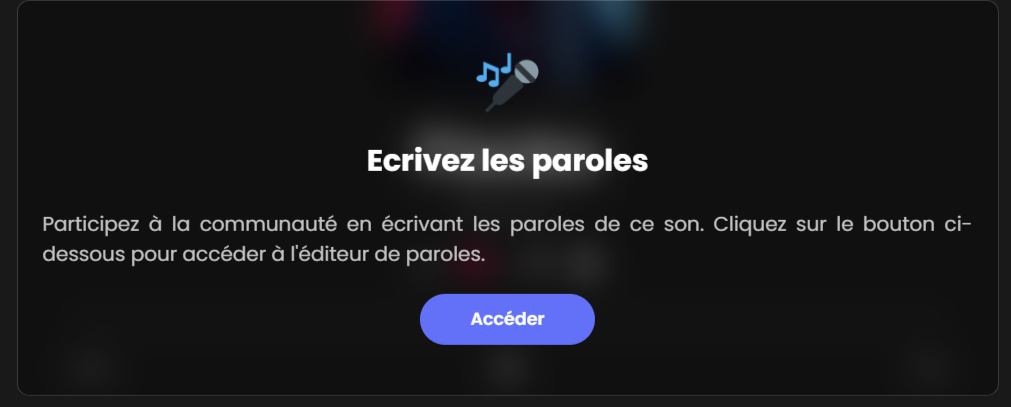 Ecrivez les paroles
Participez à la communauté en écrivant les paroles de ce son. Cliquez sur le bouton ci-
dessous pour accéder à l'éditeur de paroles.
Accéder